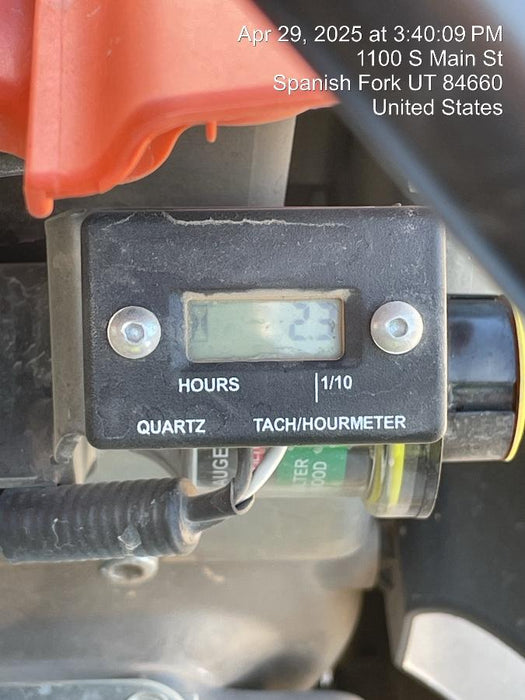 Apr 29, 2025 at 3:40:09 PM
1100 S Main St
Spanish Fork UT 84660
United States
23
HOURS 1/10
QUARTZ TACH/HOURMETER